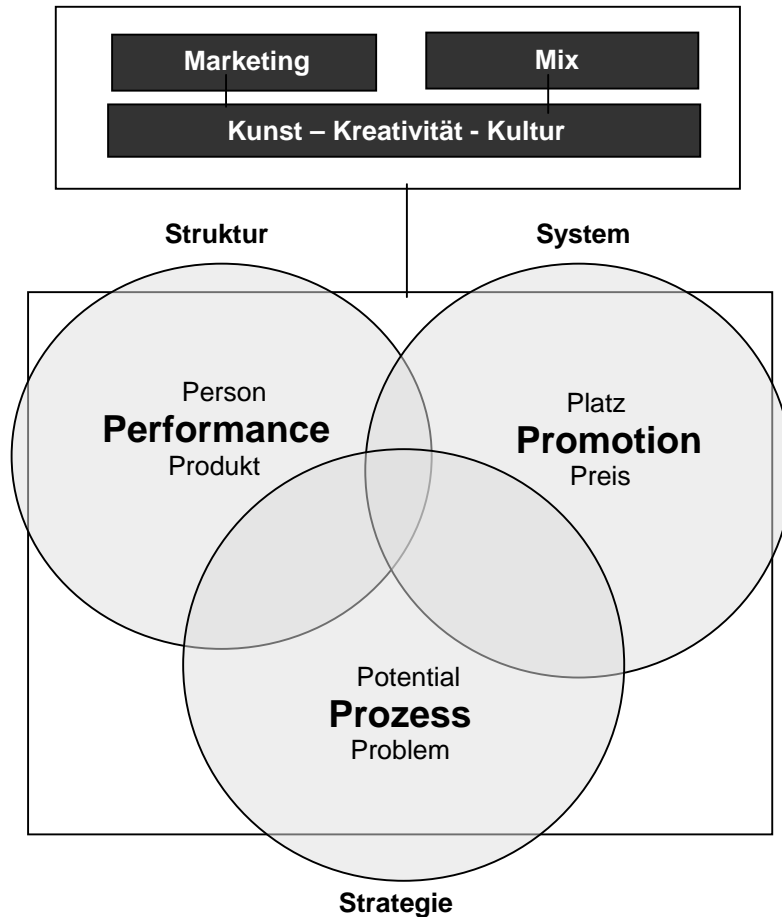 Marketing
Mix
Kunst – Kreativität - Kultur
Struktur
System
Person
Performance
Produkt
Platz
Promotion
Preis
Potential
Prozess
Problem
Strategie